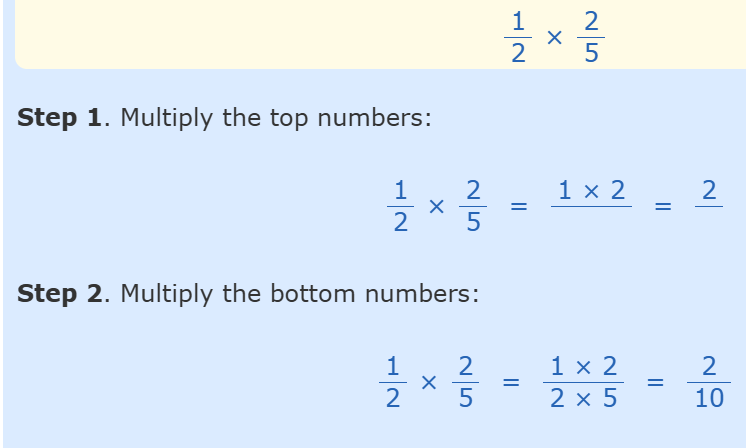 1/2 × 2/5
Step 1. Multiply the top numbers:
1/2 × 2/5 = 1 × 2/ = 2/
Step 2. Multiply the bottom numbers:
1/2 × 2/5 = 1 × 2/2 × 5 = 2/10